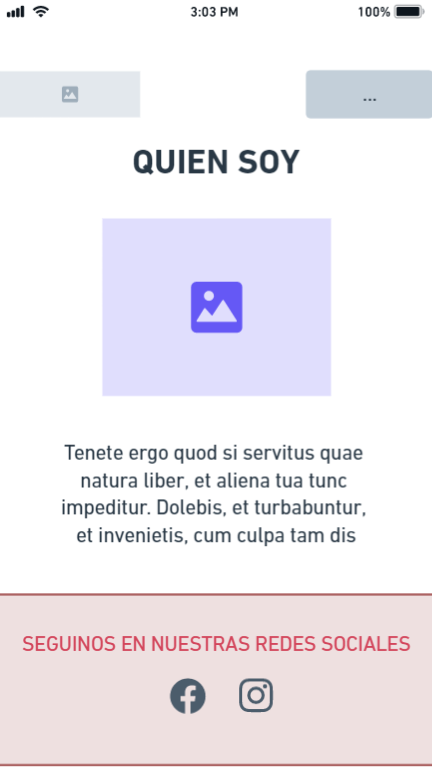 3:03 PM
100%
...
QUIEN SOY
Tenete ergo quod si servitus quae
natura liber, et aliena tua tunc
impeditur. Dolebis, et turbabuntur,
et invenietis, cum culpa tam dis
SEGUINOS EN NUESTRAS REDES SOCIALES